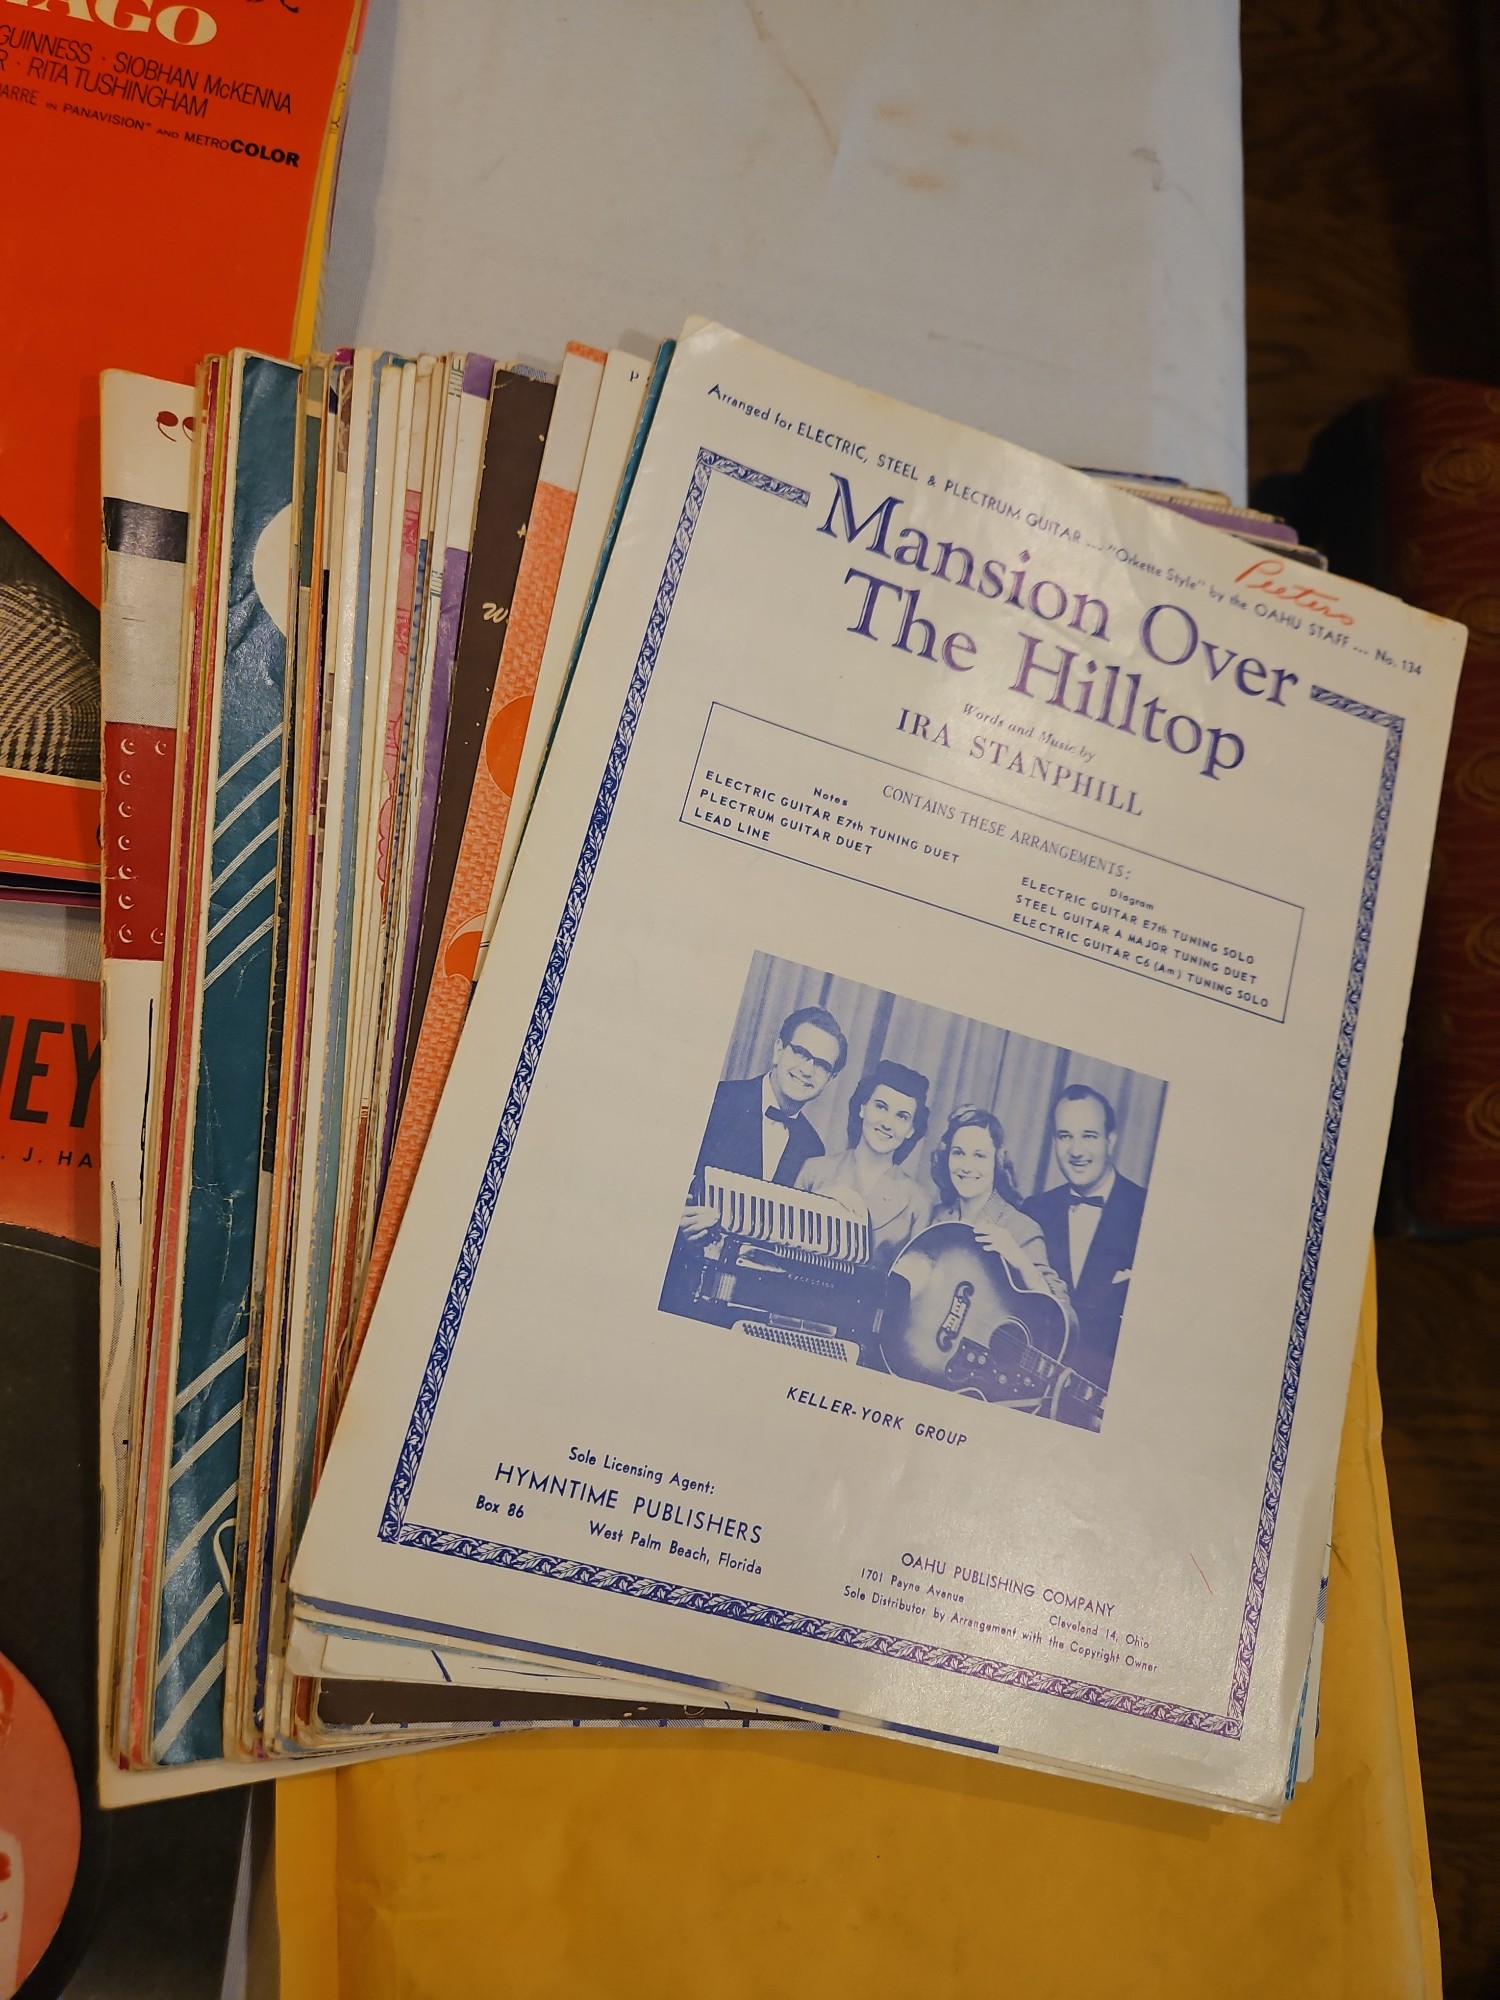 AGO
GUINNESS · SIOBHAN McKENNA
R · RITA TUSHINGHAM
ARRE IN PANAVISION® AND METROCOLOR
EY
. J. HA
P
W
Arranged for ELECTRIC, STEEL & PLECTRUM GUITAR ... "Orkette Style" by the OAHU STAFF ... No. 134
Peeters
Mansion Over
The Hilltop
Words and Music by
IRA STANPHILL
CONTAINS THESE ARRANGEMENTS:
Notes
ELECTRIC GUITAR E7th TUNING DUET
PLECTRUM GUITAR DUET
LEAD LINE
Diagram
ELECTRIC GUITAR E7th TUNING SOLO
STEEL GUITAR A MAJOR TUNING DUET
ELECTRIC GUITAR C6 (Am) TUNING SOLO
EXCELSIOR
KELLER-YORK GROUP
Sole Licensing Agent:
HYMNTIME PUBLISHERS
Box 86 West Palm Beach, Florida
OAHU PUBLISHING COMPANY
1701 Payne Avenue Cleveland 14, Ohio
Sole Distributor by Arrangement with the Copyright Owner